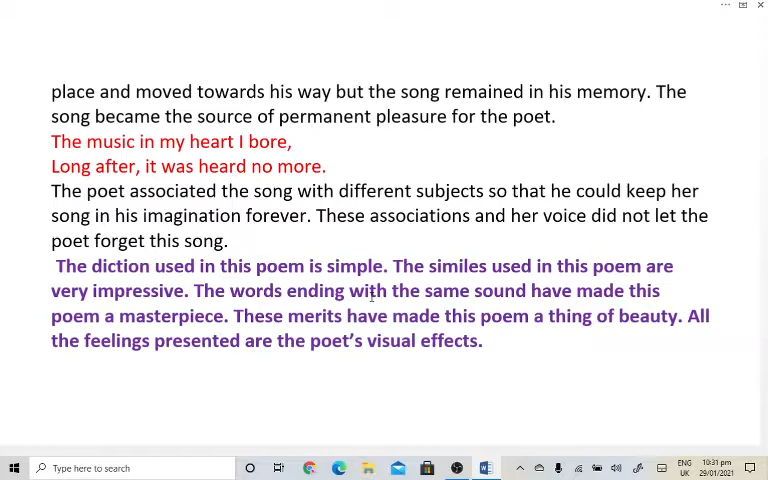 place and moved towards his way but the song remained in his memory. The
song became the source of permanent pleasure for the poet.
The music in my heart I bore,
Long after, it was heard no more.
The poet associated the song with different subjects so that he could keep her
song in his imagination forever. These associations and her voice did not let the
poet forget this song.
The diction used in this poem is simple. The similes used in this poem are
very impressive. The words ending with the same sound have made this
poem a masterpiece. These merits have made this poem a thing of beauty. All
the feelings presented are the poet's visual effects.
Type here to search
ENG
UK
10:31 pm
29/01/2021